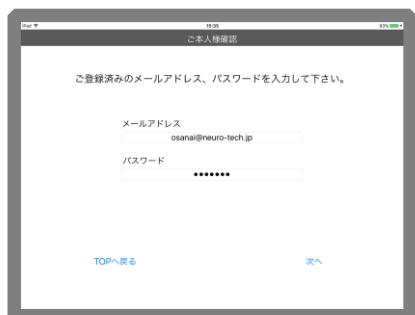 iPad
15:35
93%
ご本人様確認
ご登録済みのメールアドレス、パスワードを入力して下さい。
メールアドレス
osanai@neuro-tech.jp
パスワード
•••••••
TOPへ戻る
次へ